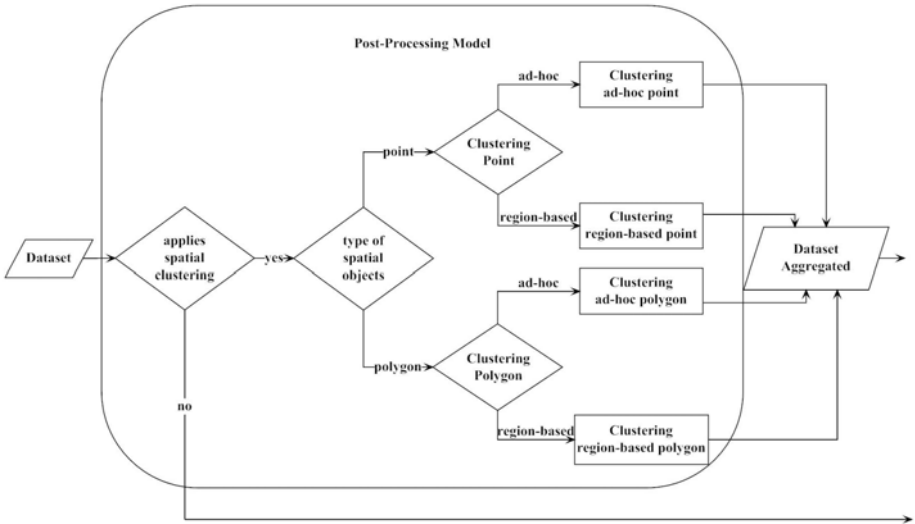 Post-Processing Model
ad-hoc
Clustering
ad-hoc point
point
Clustering
Point
region-based
Clustering
region-based point
Dataset
applies
spatial
clustering
yes
type of
spatial
objects
Dataset
Aggregated
ad-hoc
Clustering
ad-hoc polygon
polygon
Clustering
Polygon
no
region-based
Clustering
region-based polygon